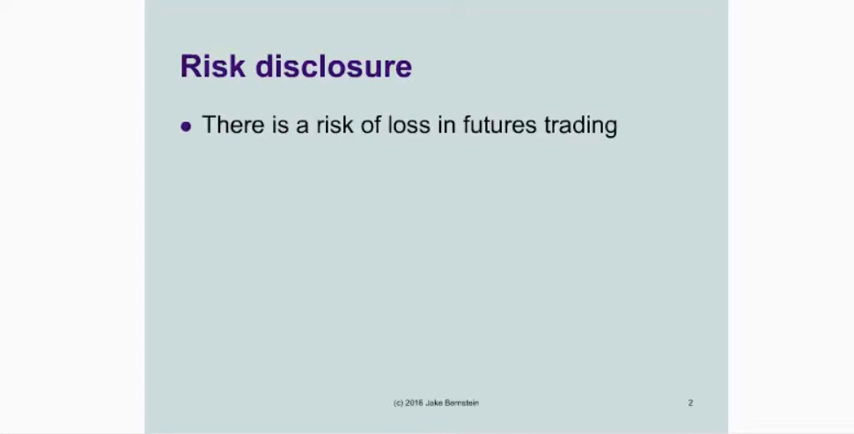 Risk disclosure
● There is a risk of loss in futures trading
(c) 2016 Jake Bernstein
2